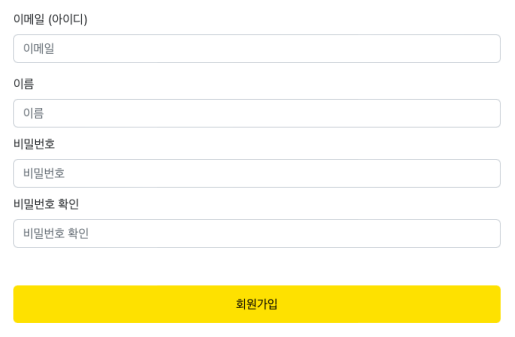 이메일 (아이디)
이메일
이름
이름
비밀번호
비밀번호
비밀번호 확인
비밀번호 확인
회원가입